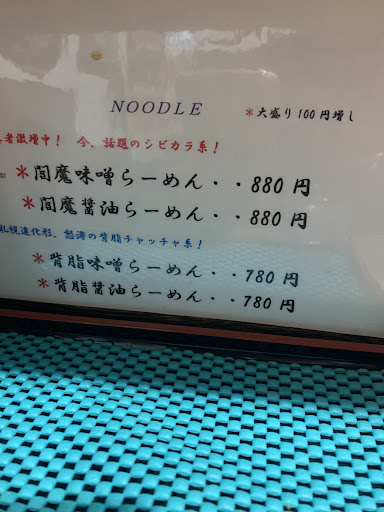 NOODLE
＊大盛り100円増し
者激増中！ 今、話題のシビカラ系！
＊閻魔味噌らーめん・・880円
＊閻魔醤油らーめん・・880円
札幌進化形、怒涛の背脂チャッチャ系！
＊背脂味噌らーめん・・780円
＊背脂醤油らーめん・・780円